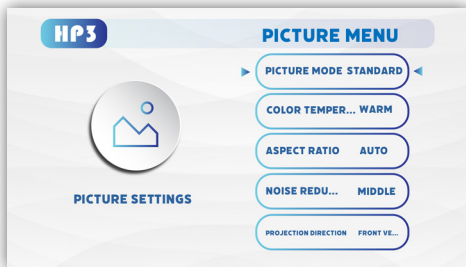 HP3
PICTURE MENU
PICTURE MODE STANDARD
COLOR TEMPER... WARM
ASPECT RATIO AUTO
NOISE REDU... MIDDLE
PROJECTION DIRECTION FRONT VE...
PICTURE SETTINGS